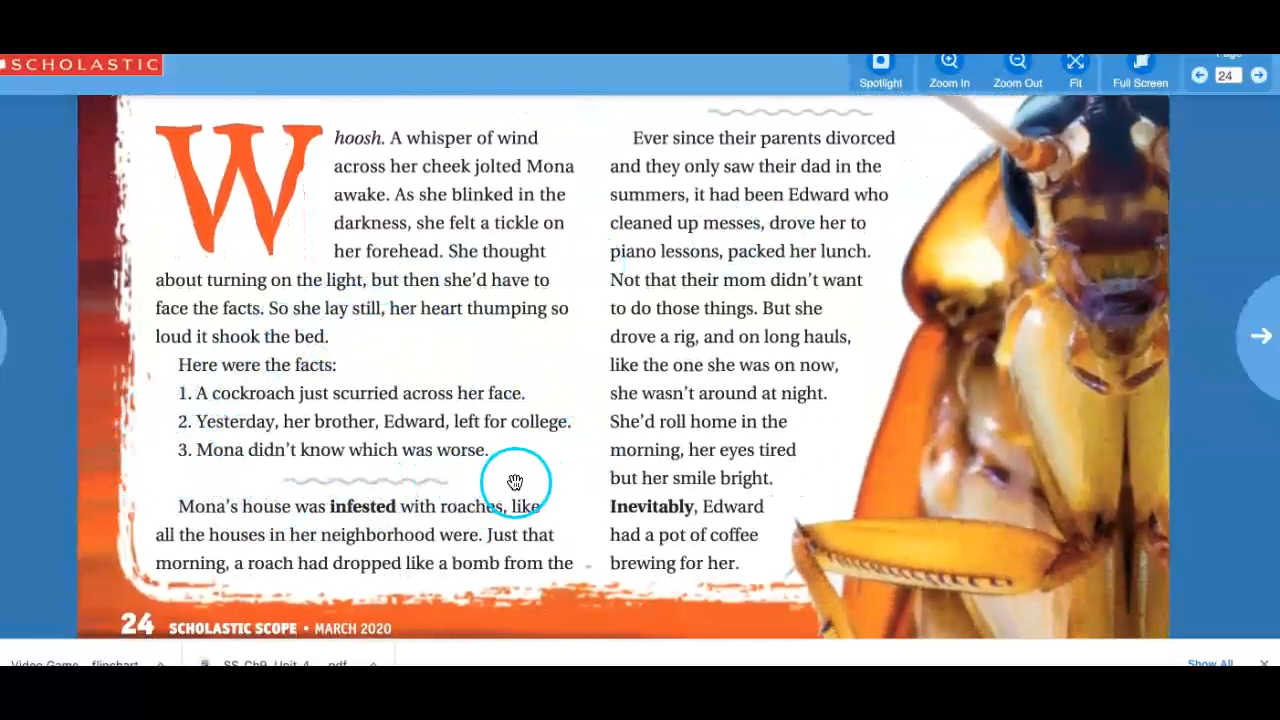 SCHOLASTIC
Spotlight
Zoom In
Zoom Out
Fit
Full Screen
Page
24
Whoosh. A whisper of wind
across her cheek jolted Mona
awake. As she blinked in the
darkness, she felt a tickle on
her forehead. She thought
about turning on the light, but then she’d have to
face the facts. So she lay still, her heart thumping so
loud it shook the bed.
Here were the facts:
1. A cockroach just scurried across her face.
2. Yesterday, her brother, Edward, left for college.
3. Mona didn’t know which was worse.
Mona’s house was infested with roaches, like
all the houses in her neighborhood were. Just that
morning, a roach had dropped like a bomb from the
Ever since their parents divorced
and they only saw their dad in the
summers, it had been Edward who
cleaned up messes, drove her to
piano lessons, packed her lunch.
Not that their mom didn’t want
to do those things. But she
drove a rig, and on long hauls,
like the one she was on now,
she wasn’t around at night.
She’d roll home in the
morning, her eyes tired
but her smile bright.
Inevitably, Edward
had a pot of coffee
brewing for her.
24 SCHOLASTIC SCOPE • MARCH 2020
Video Game....flipchart
SS_Ch9_Unit_4....pdf
Show All